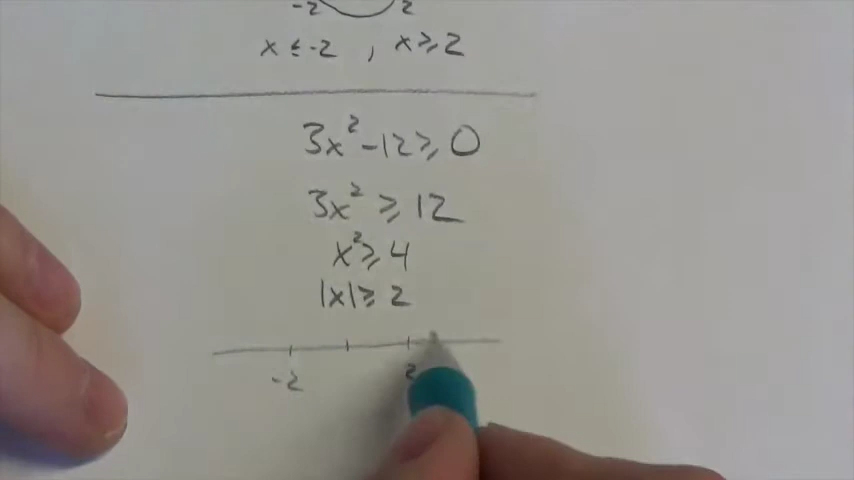 -2 2
x ≤ -2 , x ≥ 2
3x² - 12 ≥ 0
3x² ≥ 12
x² ≥ 4
|x| ≥ 2
-2 2